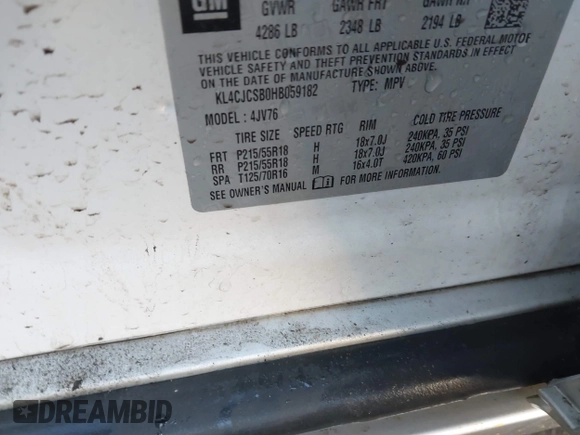 GM
GVWR GAWR FRT GAWR RR
4286 LB 2348 LB 2194 LB
THIS VEHICLE CONFORMS TO ALL APPLICABLE U.S. FEDERAL MOTOR
VEHICLE SAFETY AND THEFT PREVENTION STANDARDS IN EFFECT
ON THE DATE OF MANUFACTURE SHOWN ABOVE.
KL4CJCSB0HB059182 TYPE: MPV
MODEL: 4JV76
TIRE SIZE SPEED RTG RIM COLD TIRE PRESSURE
FRT P215/55R18 H 18x7.0J 240KPA, 35 PSI
RR P215/55R18 H 18x7.0J 240KPA, 35 PSI
SPA T125/70R16 M 16x4.0T 420KPA, 60 PSI
SEE OWNER'S MANUAL FOR MORE INFORMATION.
DREAMBID